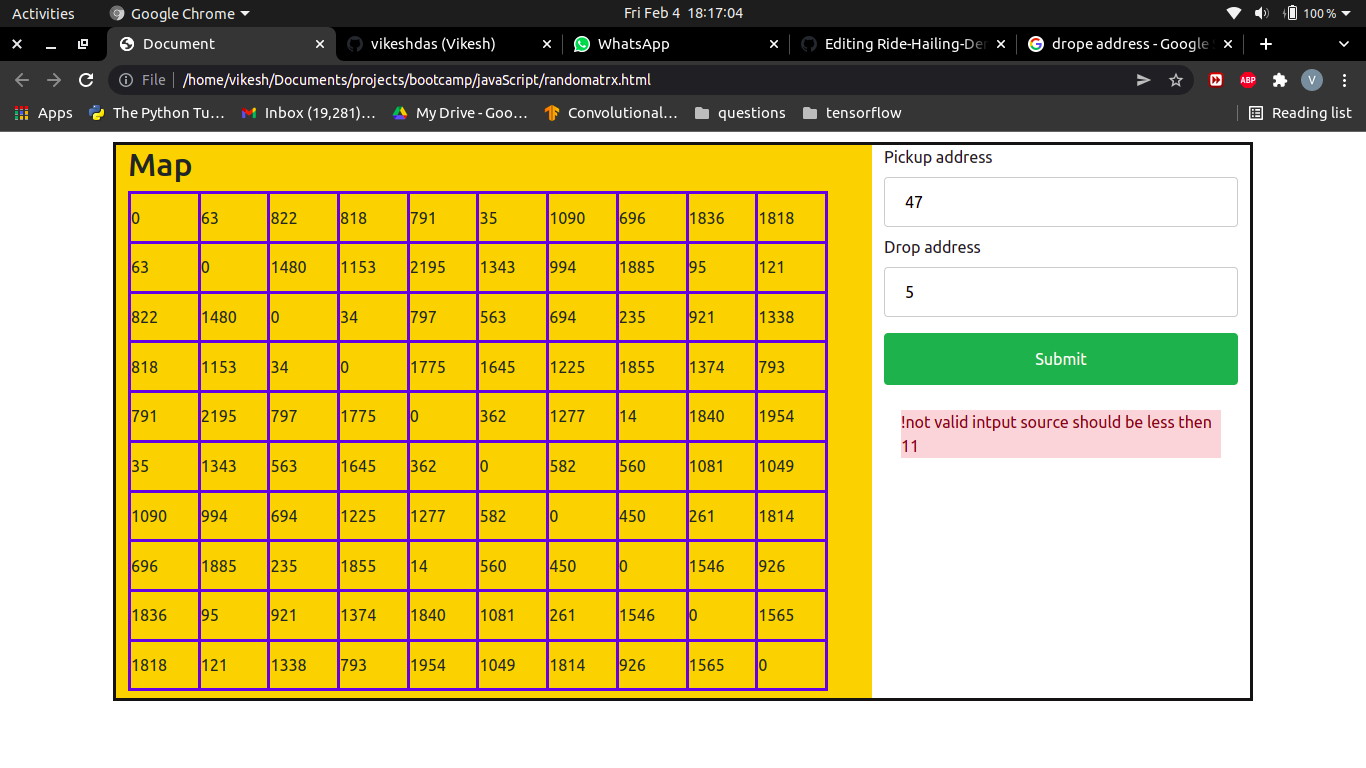 Activities Google Chrome Fri Feb 4 18:17:04 100%
Document vikeshdas (Vikesh) WhatsApp Editing Ride-Hailing-Der drope address - Google
File /home/vikesh/Documents/projects/bootcamp/javaScript/randomatrx.html ABP V
Apps The Python Tu… Inbox (19,281)… My Drive - Goo… Convolutional… questions tensorflow Reading list
Map
0 63 822 818 791 35 1090 696 1836 1818
63 0 1480 1153 2195 1343 994 1885 95 121
822 1480 0 34 797 563 694 235 921 1338
818 1153 34 0 1775 1645 1225 1855 1374 793
791 2195 797 1775 0 362 1277 14 1840 1954
35 1343 563 1645 362 0 582 560 1081 1049
1090 994 694 1225 1277 582 0 450 261 1814
696 1885 235 1855 14 560 450 0 1546 926
1836 95 921 1374 1840 1081 261 1546 0 1565
1818 121 1338 793 1954 1049 1814 926 1565 0
Pickup address
47
Drop address
5
Submit
!not valid intput source should be less then
11